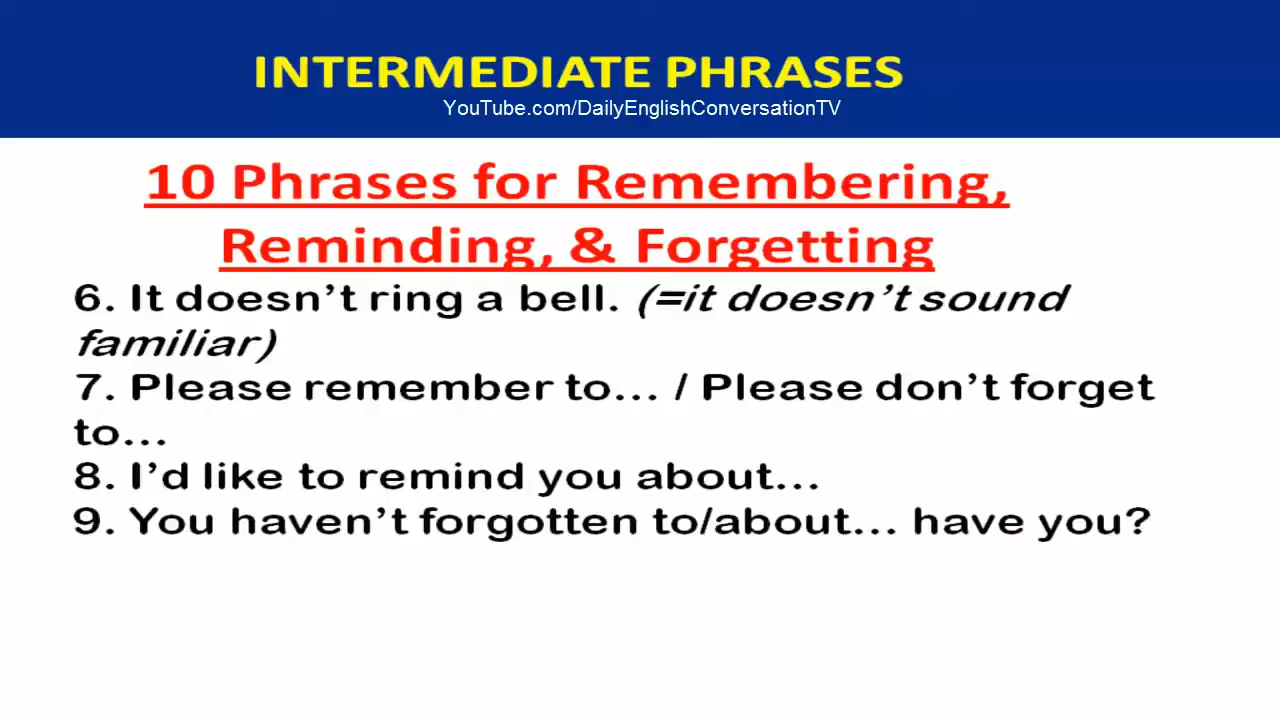 INTERMEDIATE PHRASES
YouTube.com/DailyEnglishConversationTV
10 Phrases for Remembering,
Reminding, & Forgetting
6. It doesn’t ring a bell. (=it doesn’t sound
familiar)
7. Please remember to... / Please don’t forget
to...
8. I’d like to remind you about...
9. You haven’t forgotten to/about... have you?